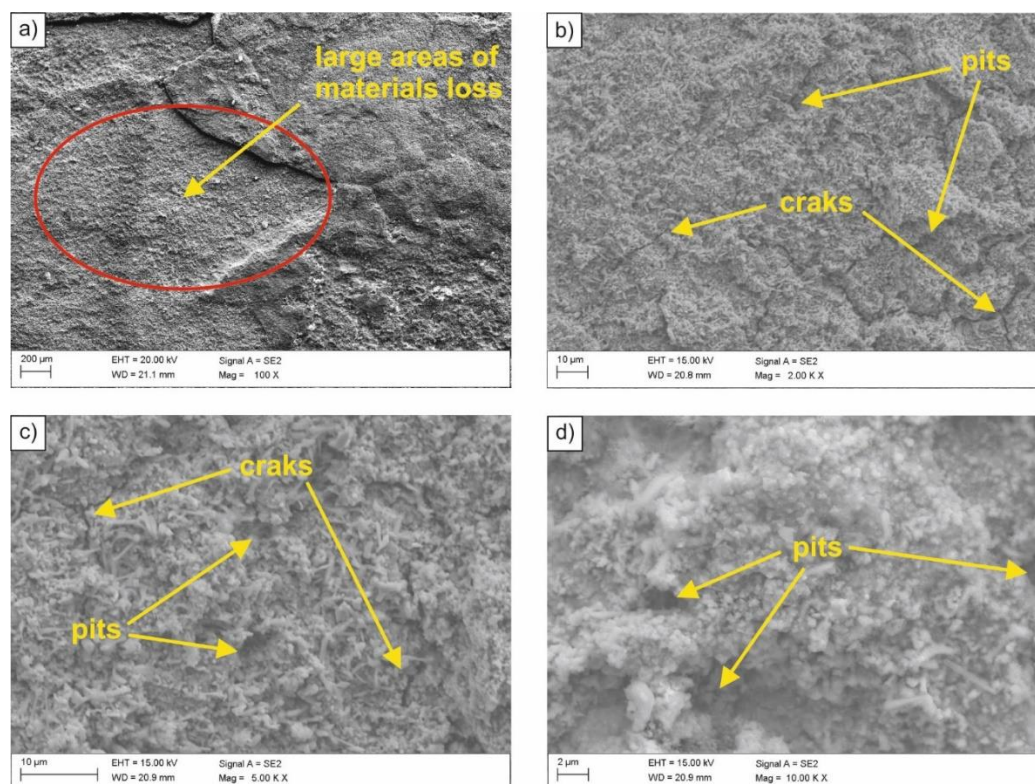 a)
large areas of
materials loss
200 µm
EHT = 20.00 kV
WD = 21.1 mm
Signal A = SE2
Mag = 100 X
b)
pits
craks
10 µm
EHT = 15.00 kV
WD = 20.8 mm
Signal A = SE2
Mag = 2.00 K X
c)
craks
pits
10 µm
EHT = 15.00 kV
WD = 20.9 mm
Signal A = SE2
Mag = 5.00 K X
d)
pits
2 µm
EHT = 15.00 kV
WD = 20.9 mm
Signal A = SE2
Mag = 10.00 K X